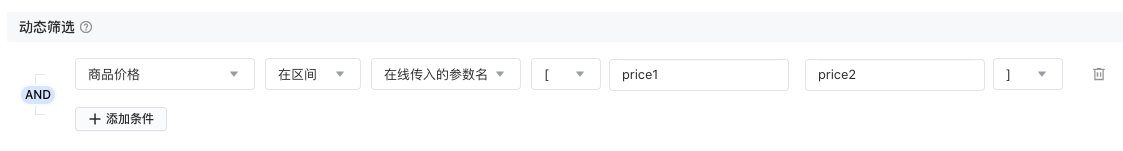 动态筛选
AND 商品价格 在区间 在线传入的参数名 [ price1 price2 ]
+ 添加条件